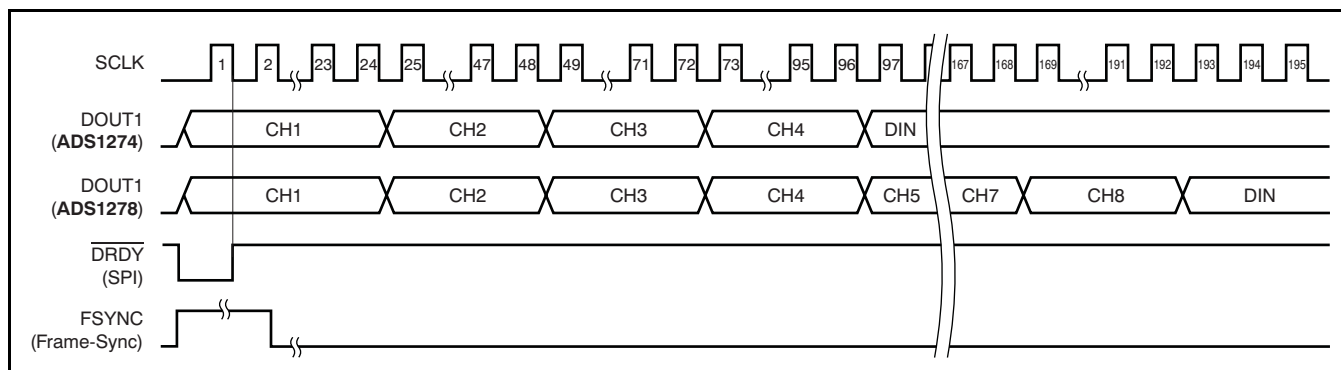 SCLK 1 2 23 24 25 47 48 49 71 72 73 95 96 97 167 168 169 191 192 193 194 195
DOUT1
(ADS1274) CH1 CH2 CH3 CH4 DIN
DOUT1
(ADS1278) CH1 CH2 CH3 CH4 CH5 CH7 CH8 DIN
DRDY
(SPI)
FSYNC
(Frame-Sync)